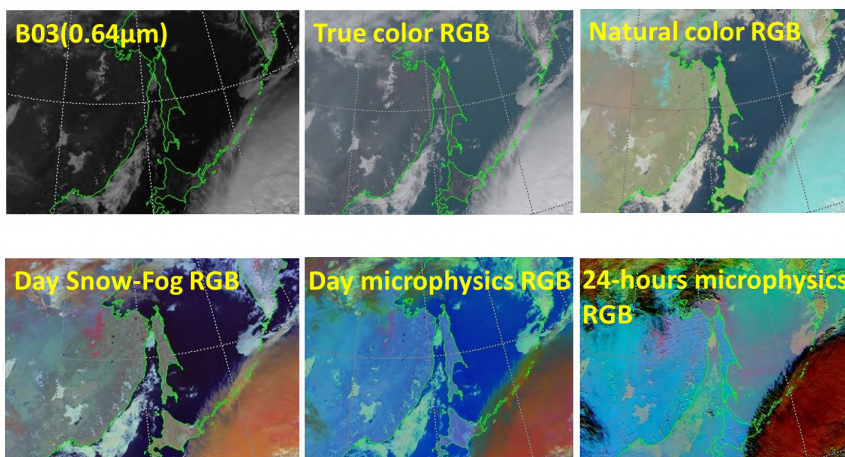 B03(0.64μm)
True color RGB
Natural color RGB
Day Snow-Fog RGB
Day microphysics RGB
24-hours microphysics
RGB